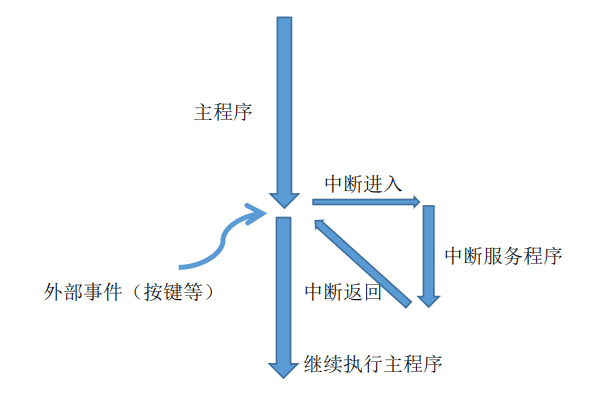 主程序
中断进入
中断服务程序
外部事件（按键等）
中断返回
继续执行主程序